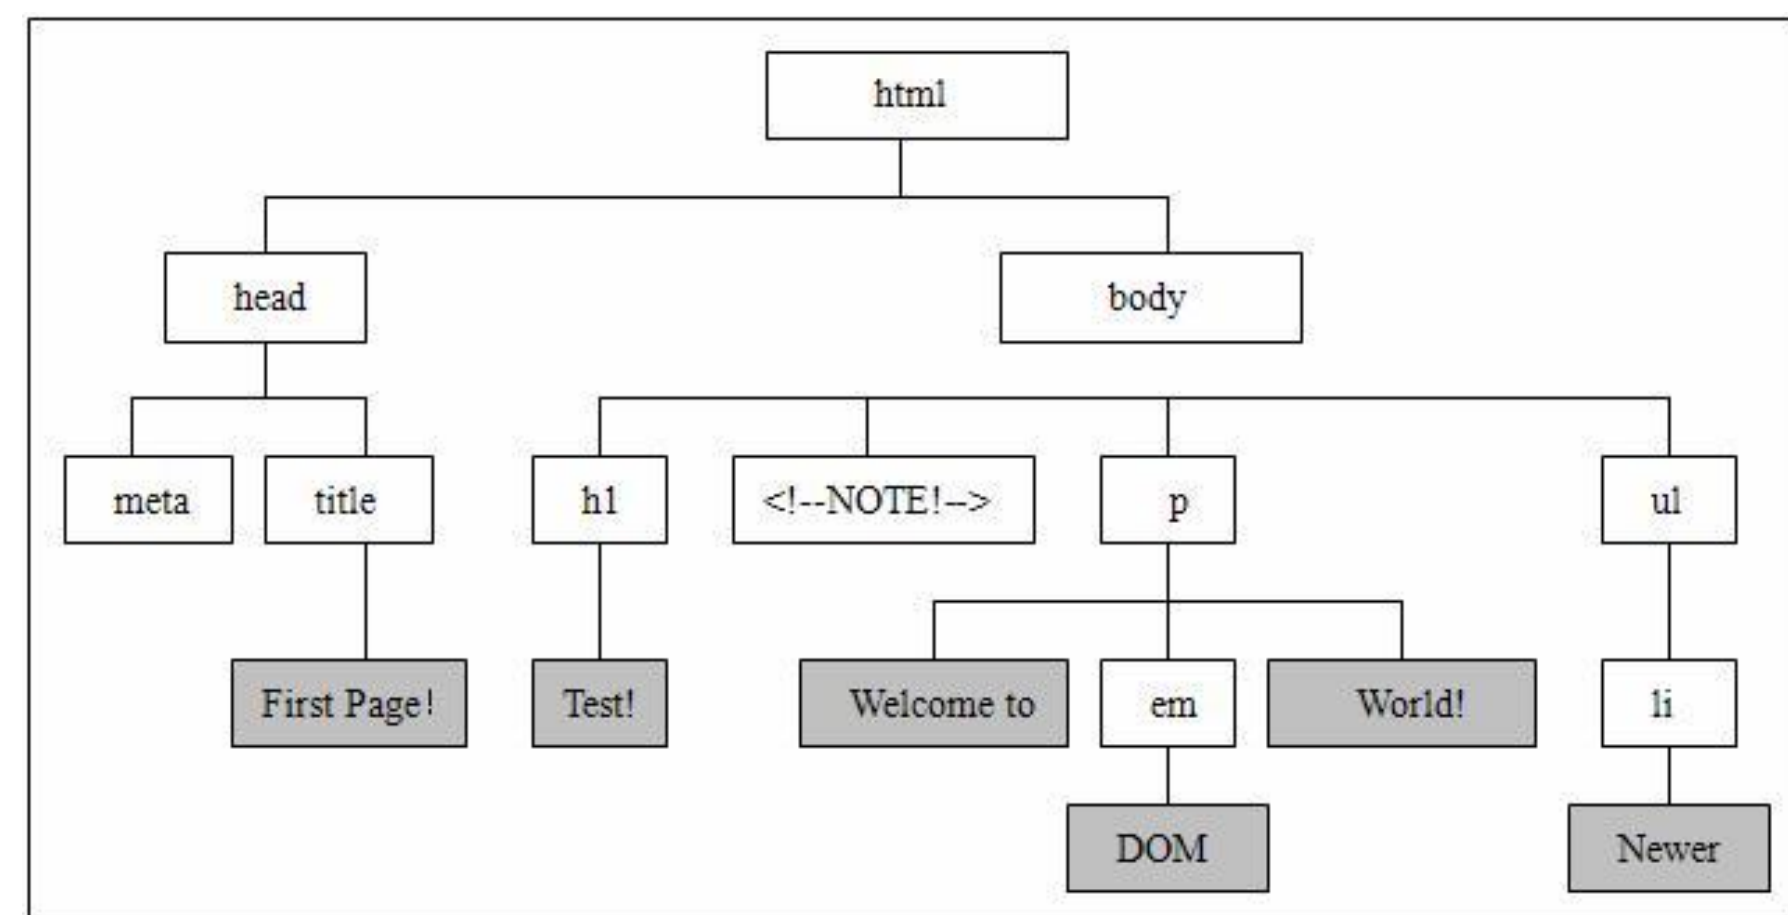 html
head
body
meta
title
h1
<!--NOTE!-->
p
ul
First Page!
Test!
Welcome to
em
World!
li
DOM
Newer